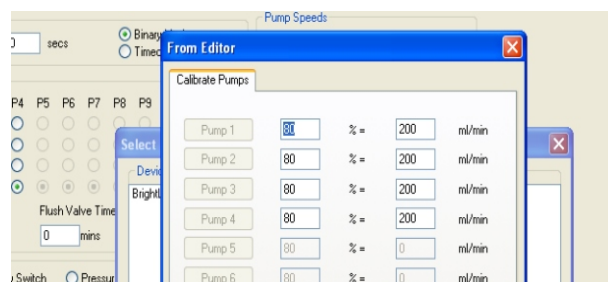 Pump Speeds
secs
Binary
Timeo
From Editor
Calibrate Pumps
P4 P5 P6 P7 P8 P9
Pump 1 80 % = 200 ml/min
Select
Pump 2 80 % = 200 ml/min
Devic
Pump 3 80 % = 200 ml/min
BrightL
Pump 4 80 % = 200 ml/min
Flush Valve Time
0 mins
Pump 5 80 % = 0 ml/min
Switch Pressur
Pump 6 80 % = 0 ml/min